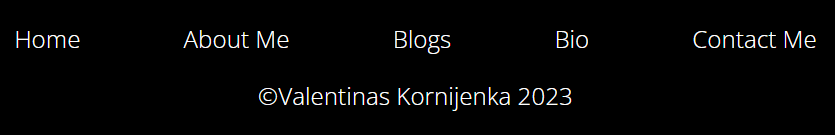 Home About Me Blogs Bio Contact Me
©Valentinas Kornijenka 2023